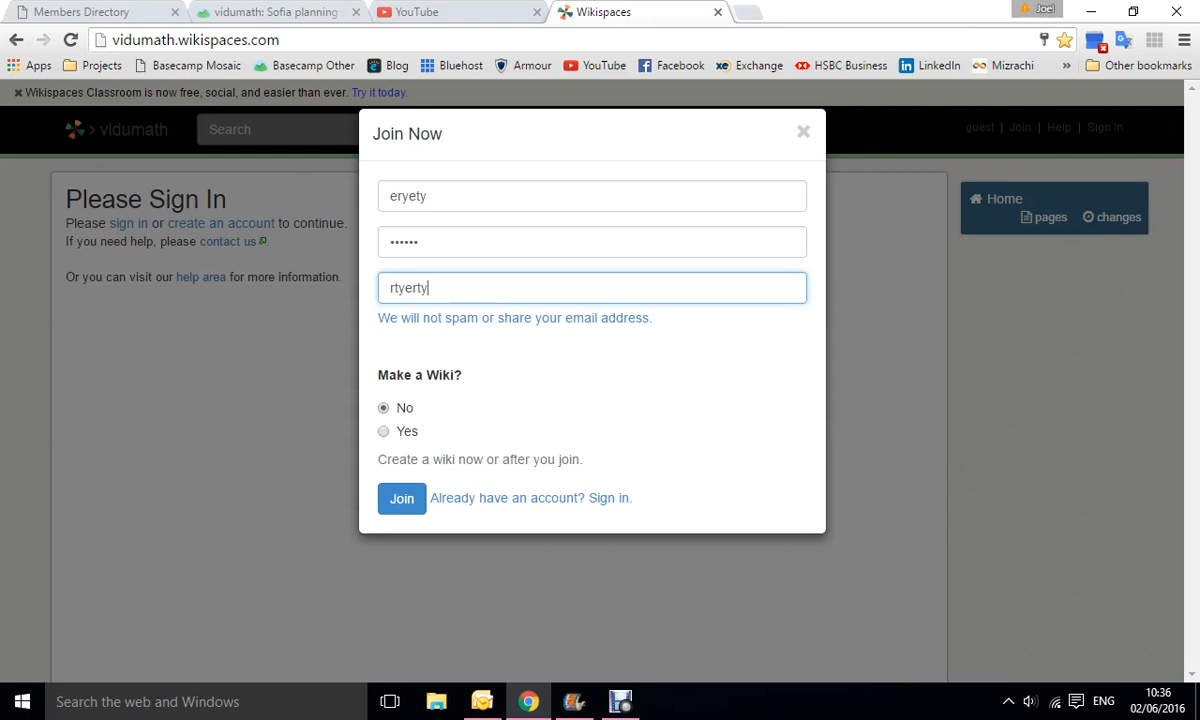 Members Directory
vidumath: Sofia planning
YouTube
Wikispaces
Joel
vidumath.wikispaces.com
Apps
Projects
Basecamp Mosaic
Basecamp Other
Blog
Bluehost
Armour
YouTube
Facebook
xe Exchange
HSBC Business
LinkedIn
Mizrachi
»
Other bookmarks
Wikispaces Classroom is now free, social, and easier than ever. Try it today.
> vidumath
Search
guest | Join | Help | Sign In
Join Now
eryety
••••••
rtyerty
We will not spam or share your email address.
Make a Wiki?
No
Yes
Create a wiki now or after you join.
Join Already have an account? Sign in.
Please Sign In
Please sign in or create an account to continue.
If you need help, please contact us.
Or you can visit our help area for more information.
Home
pages changes
Search the web and Windows
ENG
10:36
02/06/2016